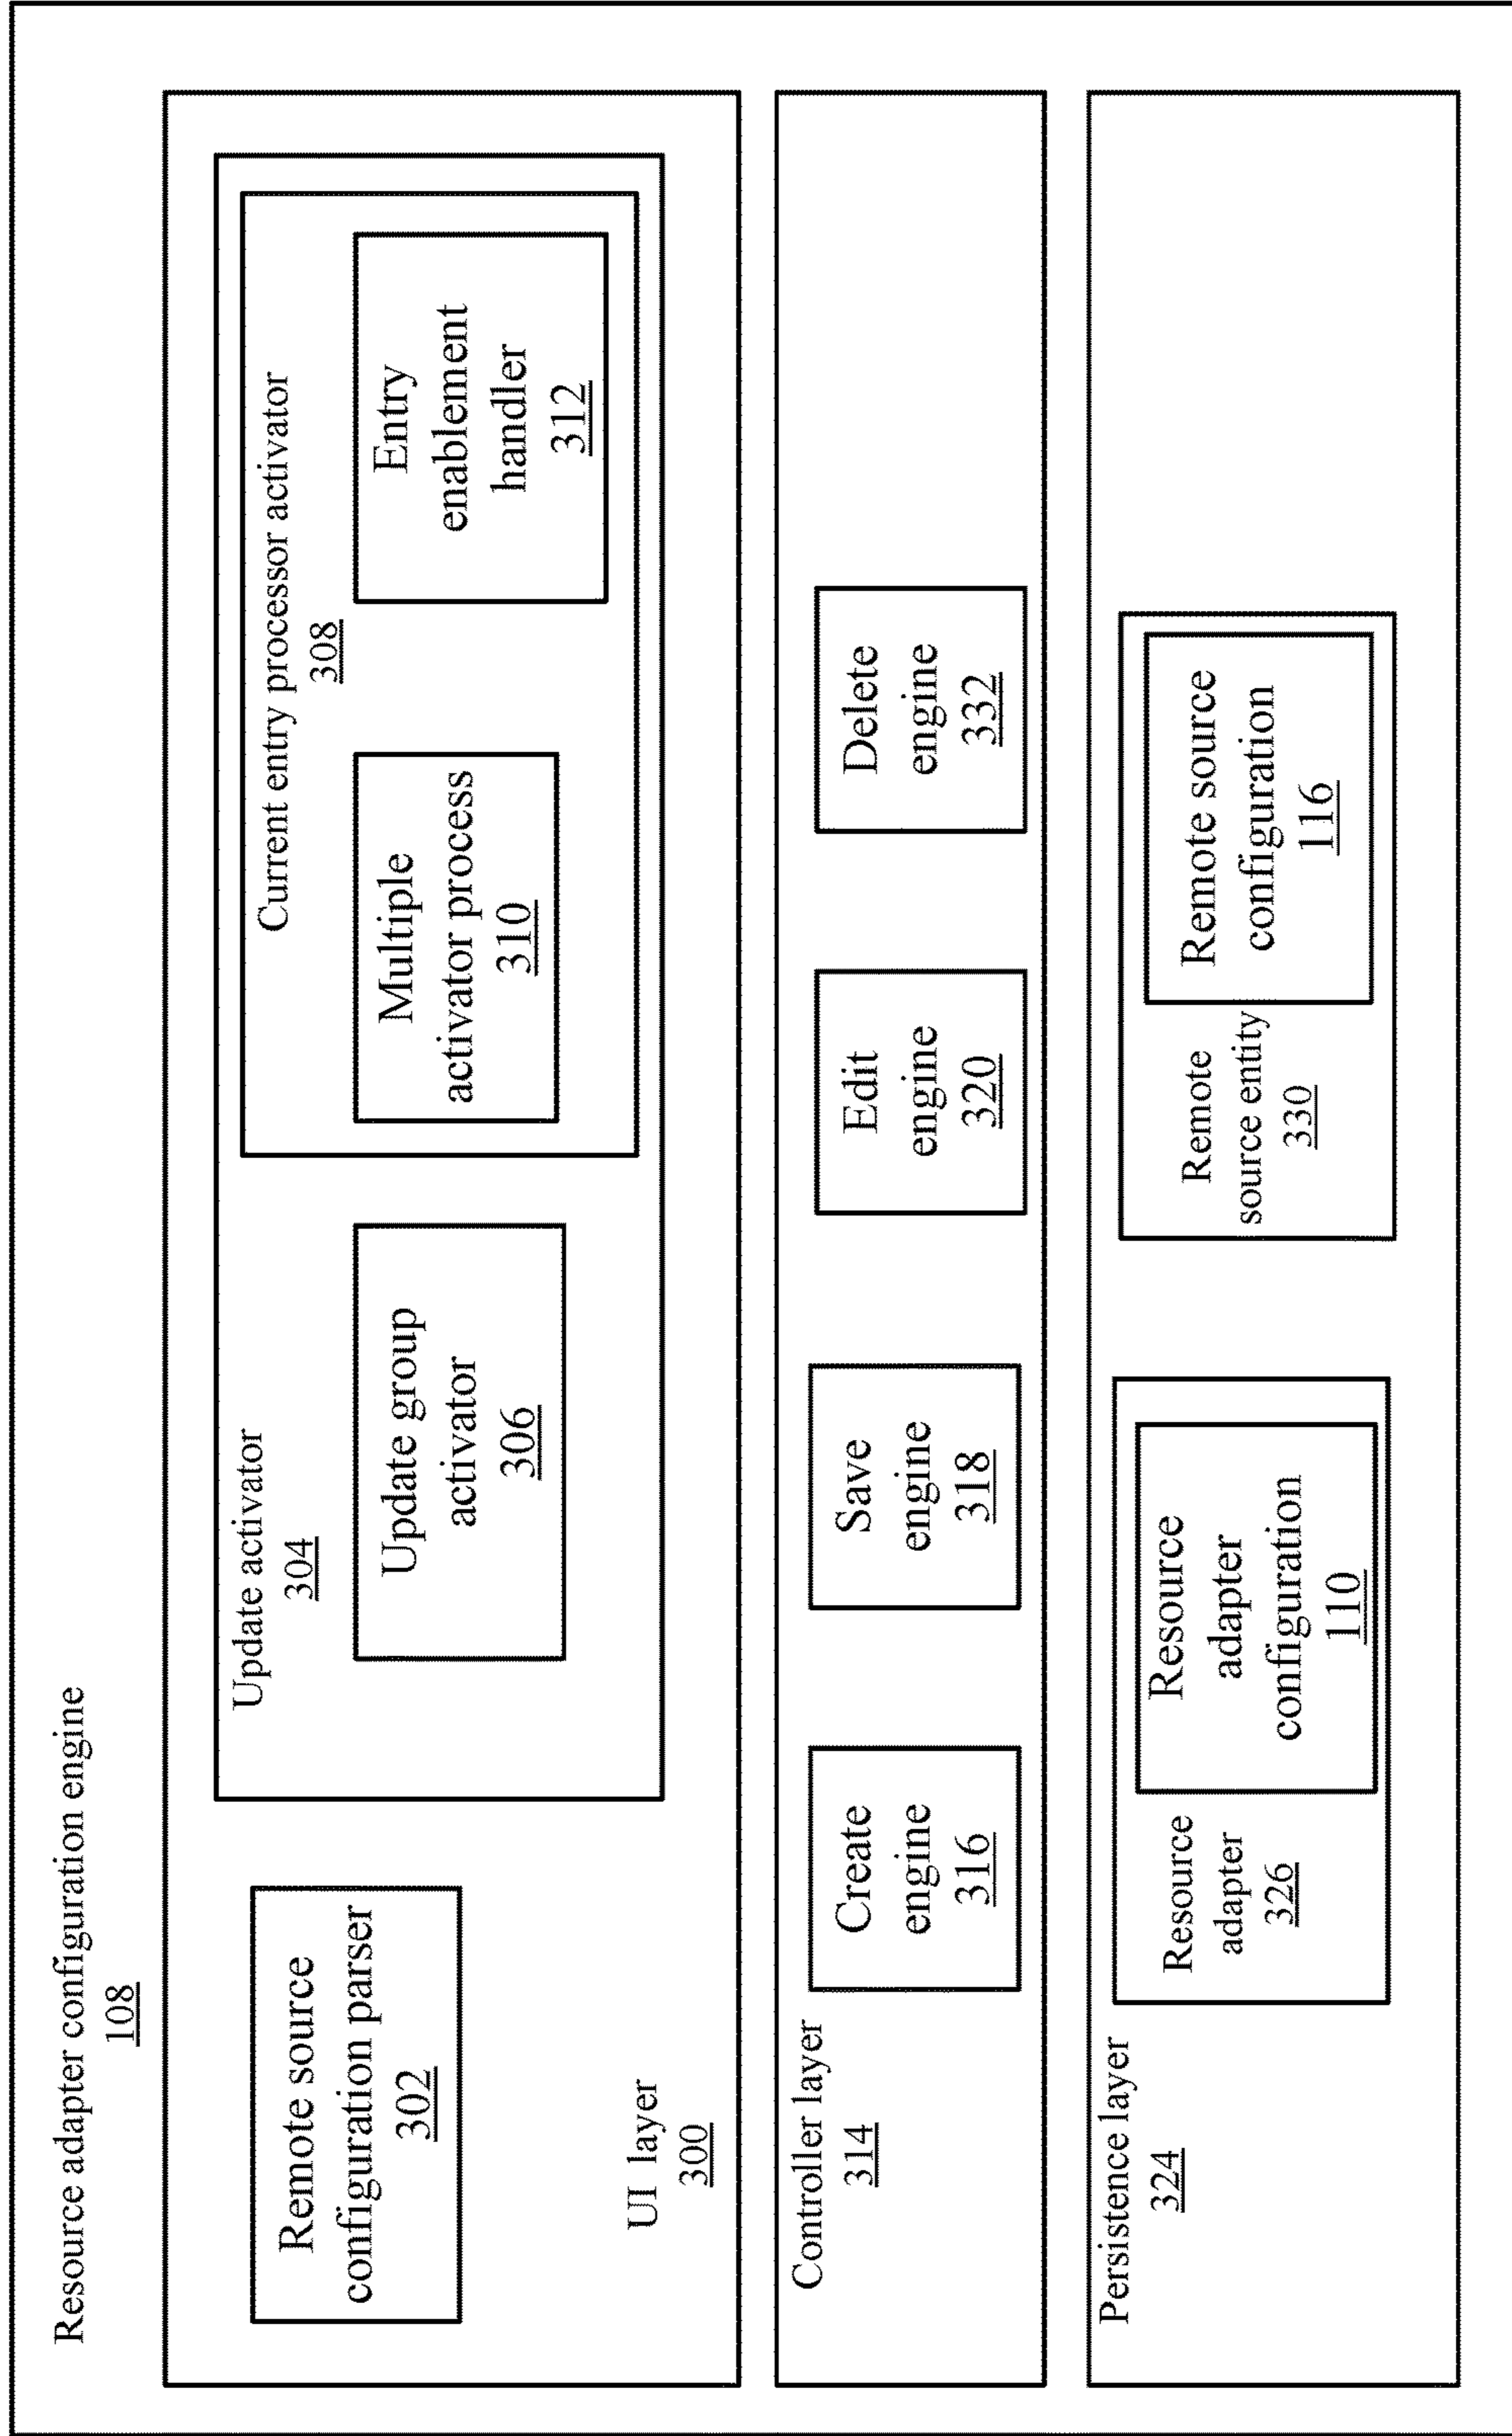 Resource adapter configuration engine
108
Remote source
configuration parser
302
UI layer
300
Update activator
304
Update group
activator
306
Current entry processor activator
308
Multiple
activator process
310
Entry
enablement
handler
312
Controller layer
314
Create
engine
316
Save
engine
318
Edit
engine
320
Delete
engine
332
Persistence layer
324
Resource
adapter
326
Resource
adapter
configuration
110
Remote
source entity
330
Remote source
configuration
116